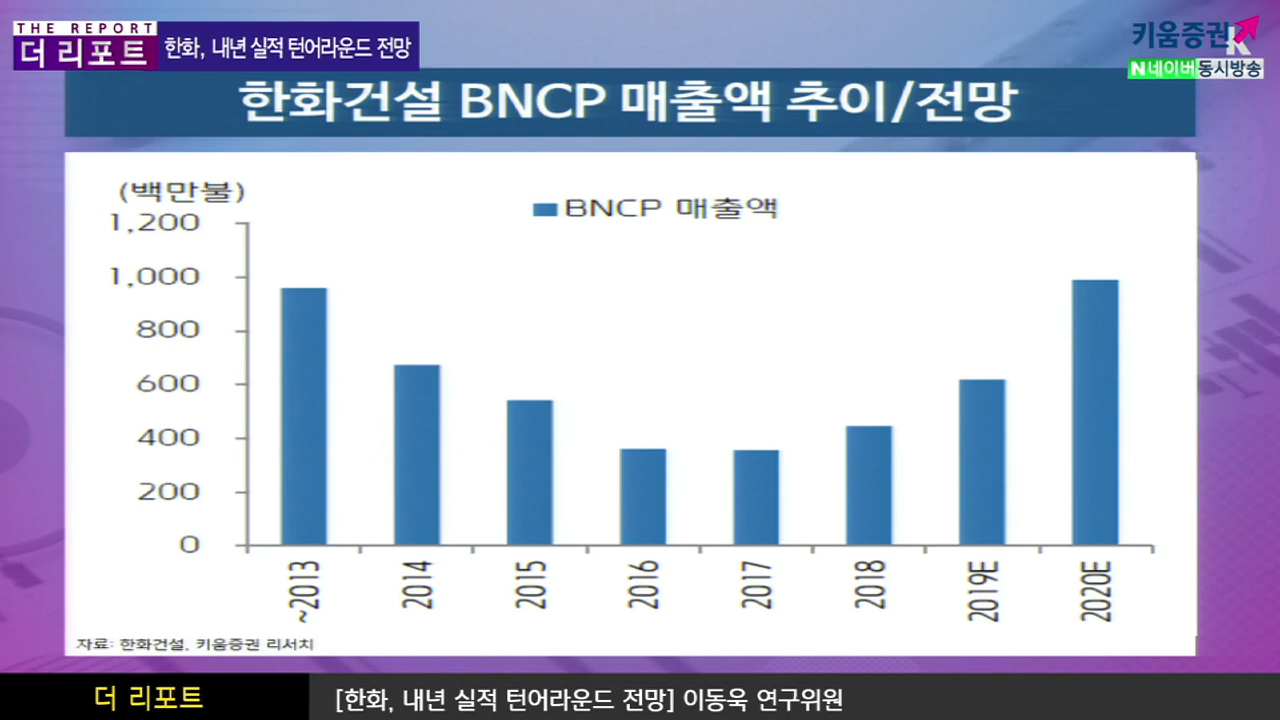 THE REPORT
더 리포트
한화, 내년 실적 턴어라운드 전망
키움증권
K
N네이버 동시방송
한화건설 BNCP 매출액 추이/전망
(백만불)
BNCP 매출액
1,200
1,000
800
600
400
200
0
~2013
2014
2015
2016
2017
2018
2019E
2020E
자료: 한화건설, 키움증권 리서치
더 리포트
[한화, 내년 실적 턴어라운드 전망] 이동욱 연구위원